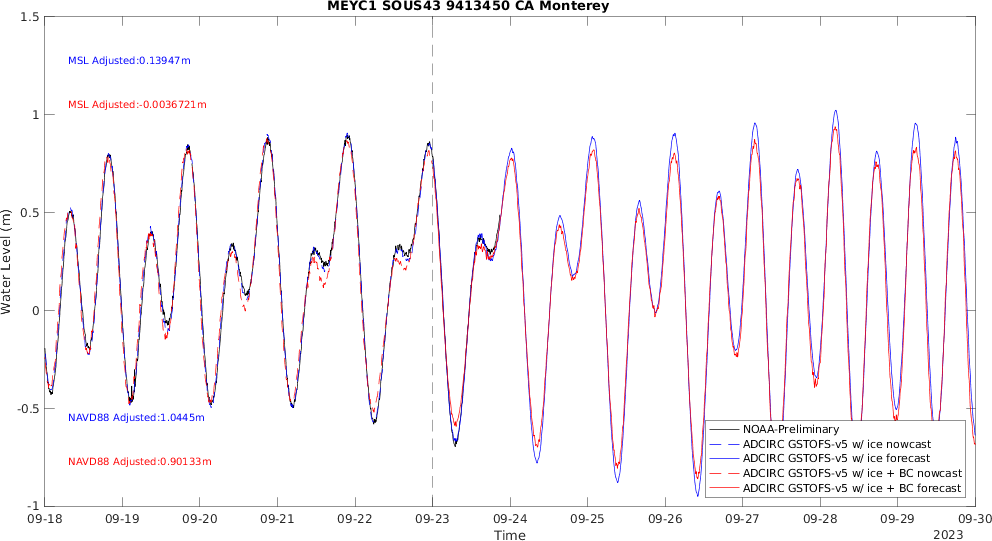 MEYC1 SOUS43 9413450 CA Monterey
1.5
1
0.5
0
-0.5
-1
Water Level (m)
MSL Adjusted:0.13947m
MSL Adjusted:-0.0036721m
NAVD88 Adjusted:1.0445m
NAVD88 Adjusted:0.90133m
NOAA-Preliminary
ADCIRC GSTOFS-v5 w/ ice nowcast
ADCIRC GSTOFS-v5 w/ ice forecast
ADCIRC GSTOFS-v5 w/ ice + BC nowcast
ADCIRC GSTOFS-v5 w/ ice + BC forecast
09-18 09-19 09-20 09-21 09-22 09-23 09-24 09-25 09-26 09-27 09-28 09-29 09-30
Time
2023